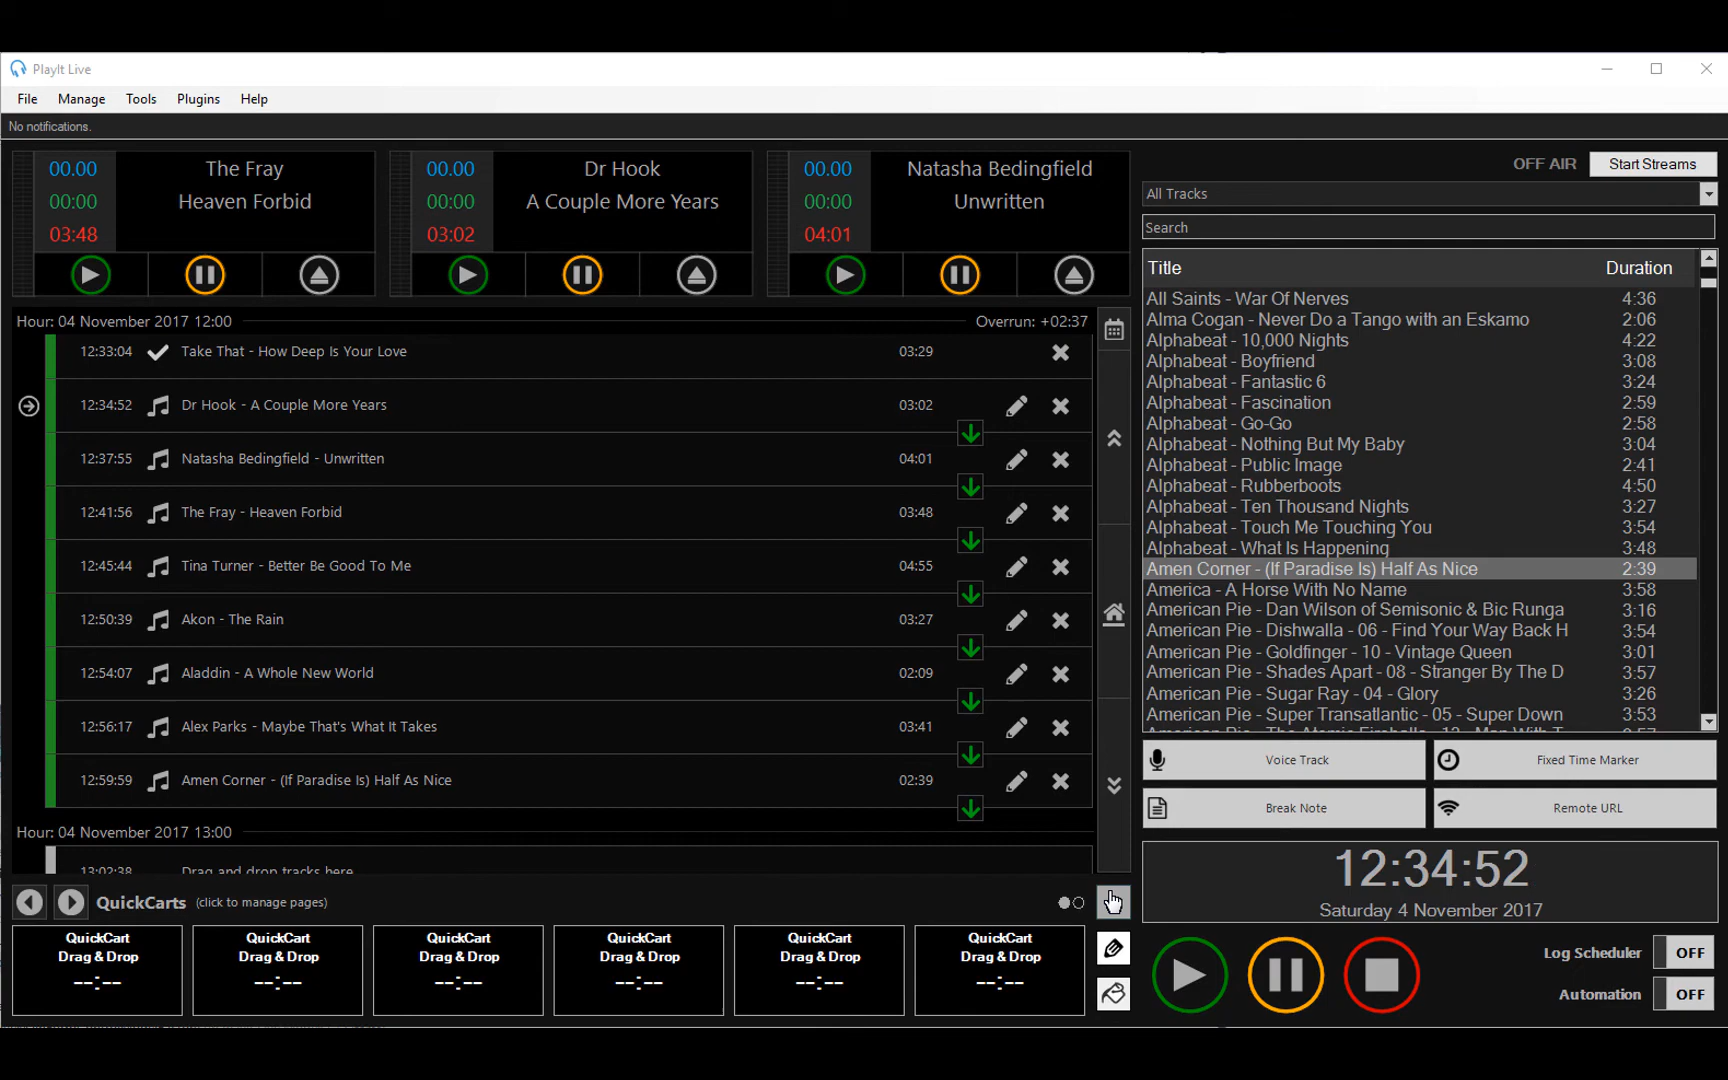 PlayIt Live
File Manage Tools Plugins Help
No notifications.
00.00 The Fray
00:00 Heaven Forbid
03:48
00.00 Dr Hook
00:00 A Couple More Years
03:02
00.00 Natasha Bedingfield
00:00 Unwritten
04:01
OFF AIR Start Streams
All Tracks
Search
Hour: 04 November 2017 12:00 Overrun: +02:37
12:33:04 Take That - How Deep Is Your Love 03:29
12:34:52 Dr Hook - A Couple More Years 03:02
12:37:55 Natasha Bedingfield - Unwritten 04:01
12:41:56 The Fray - Heaven Forbid 03:48
12:45:44 Tina Turner - Better Be Good To Me 04:55
12:50:39 Akon - The Rain 03:27
12:54:07 Aladdin - A Whole New World 02:09
12:56:17 Alex Parks - Maybe That's What It Takes 03:41
12:59:59 Amen Corner - (If Paradise Is) Half As Nice 02:39
Hour: 04 November 2017 13:00
13:02:38 Drag and drop tracks here
Title Duration
All Saints - War Of Nerves 4:36
Alma Cogan - Never Do a Tango with an Eskamo 2:06
Alphabeat - 10,000 Nights 4:22
Alphabeat - Boyfriend 3:08
Alphabeat - Fantastic 6 3:24
Alphabeat - Fascination 2:59
Alphabeat - Go-Go 2:58
Alphabeat - Nothing But My Baby 3:04
Alphabeat - Public Image 2:41
Alphabeat - Rubberboots 4:50
Alphabeat - Ten Thousand Nights 3:27
Alphabeat - Touch Me Touching You 3:54
Alphabeat - What Is Happening 3:48
Amen Corner - (If Paradise Is) Half As Nice 2:39
America - A Horse With No Name 3:58
American Pie - Dan Wilson of Semisonic & Bic Runga 3:16
American Pie - Dishwalla - 06 - Find Your Way Back H 3:54
American Pie - Goldfinger - 10 - Vintage Queen 3:01
American Pie - Shades Apart - 08 - Stranger By The D 3:57
American Pie - Sugar Ray - 04 - Glory 3:26
American Pie - Super Transatlantic - 05 - Super Down 3:53
Voice Track Fixed Time Marker
Break Note Remote URL
12:34:52
Saturday 4 November 2017
Log Scheduler OFF
Automation OFF
QuickCarts (click to manage pages)
QuickCart
Drag & Drop
--:--
QuickCart
Drag & Drop
--:--
QuickCart
Drag & Drop
--:--
QuickCart
Drag & Drop
--:--
QuickCart
Drag & Drop
--:--
QuickCart
Drag & Drop
--:--